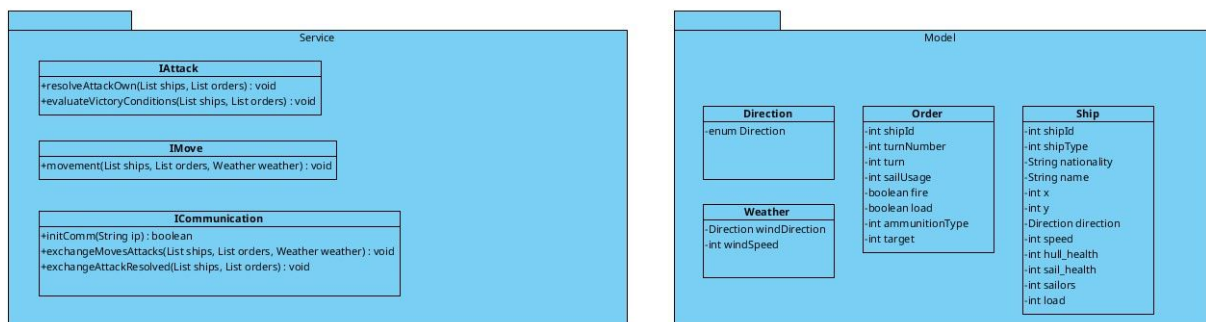 Service
IAttack
+resolveAttackOwn(List ships, List orders) : void
+evaluateVictoryConditions(List ships, List orders) : void
IMove
+movement(List ships, List orders, Weather weather) : void
ICommunication
+initComm(String ip) : boolean
+exchangeMovesAttacks(List ships, List orders, Weather weather) : void
+exchangeAttackResolved(List ships, List orders) : void
Model
Direction
-enum Direction
Weather
-Direction windDirection
-int windSpeed
Order
-int shipId
-int turnNumber
-int turn
-int sailUsage
-boolean fire
-boolean load
-int ammunitionType
-int target
Ship
-int shipId
-int shipType
-String nationality
-String name
-int x
-int y
-Direction direction
-int speed
-int hull_health
-int sail_health
-int sailors
-int load